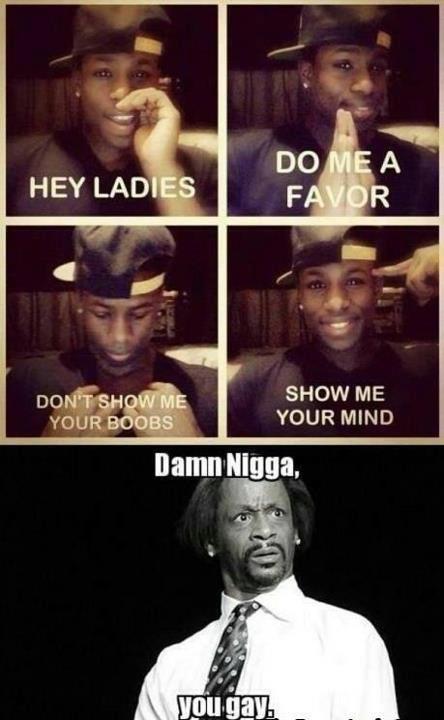 HEY LADIES
DO ME A
FAVOR
DON'T SHOW ME
YOUR BOOBS
SHOW ME
YOUR MIND
Damn Nigga,
you gay.